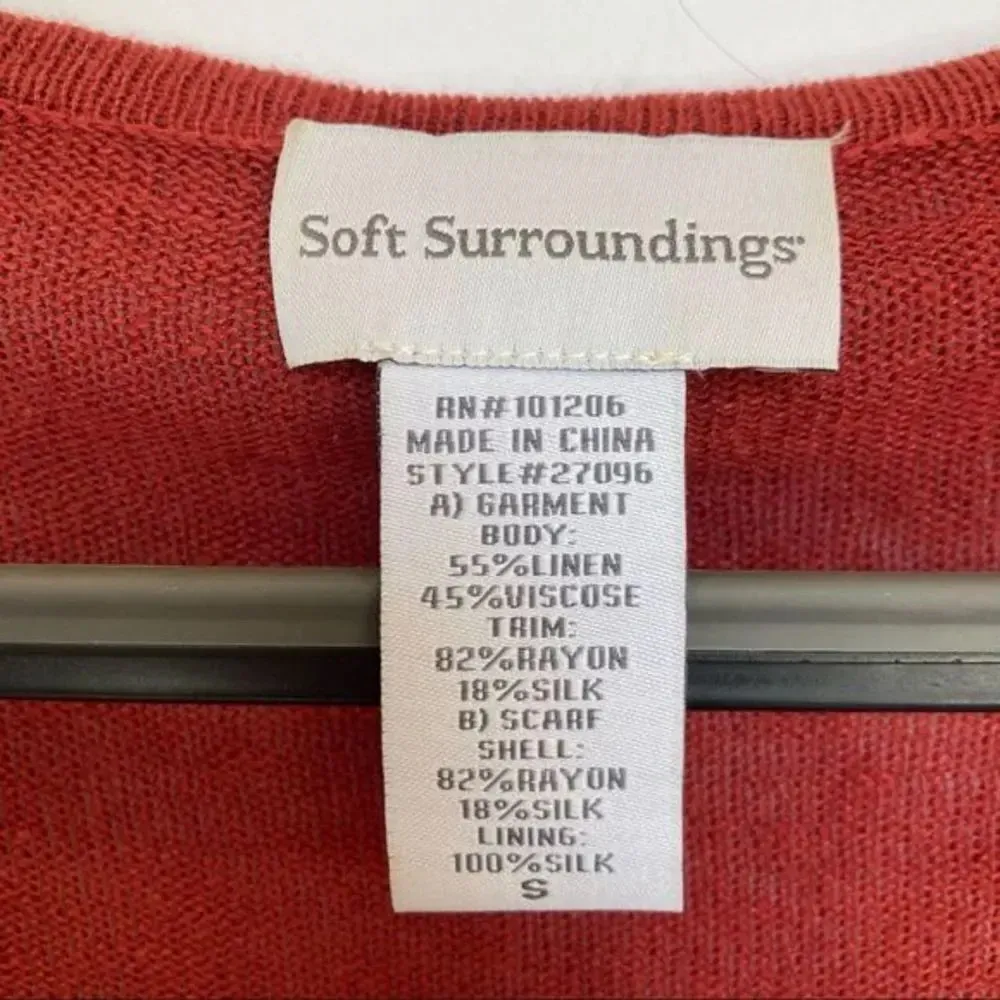 Soft Surroundings
RN#101206
MADE IN CHINA
STYLE#27096
A) GARMENT
BODY:
55%LINEN
45%VISCOSE
TRIM:
82%RAYON
18%SILK
B) SCARF
SHELL:
82%RAYON
18%SILK
LINING:
100%SILK
S